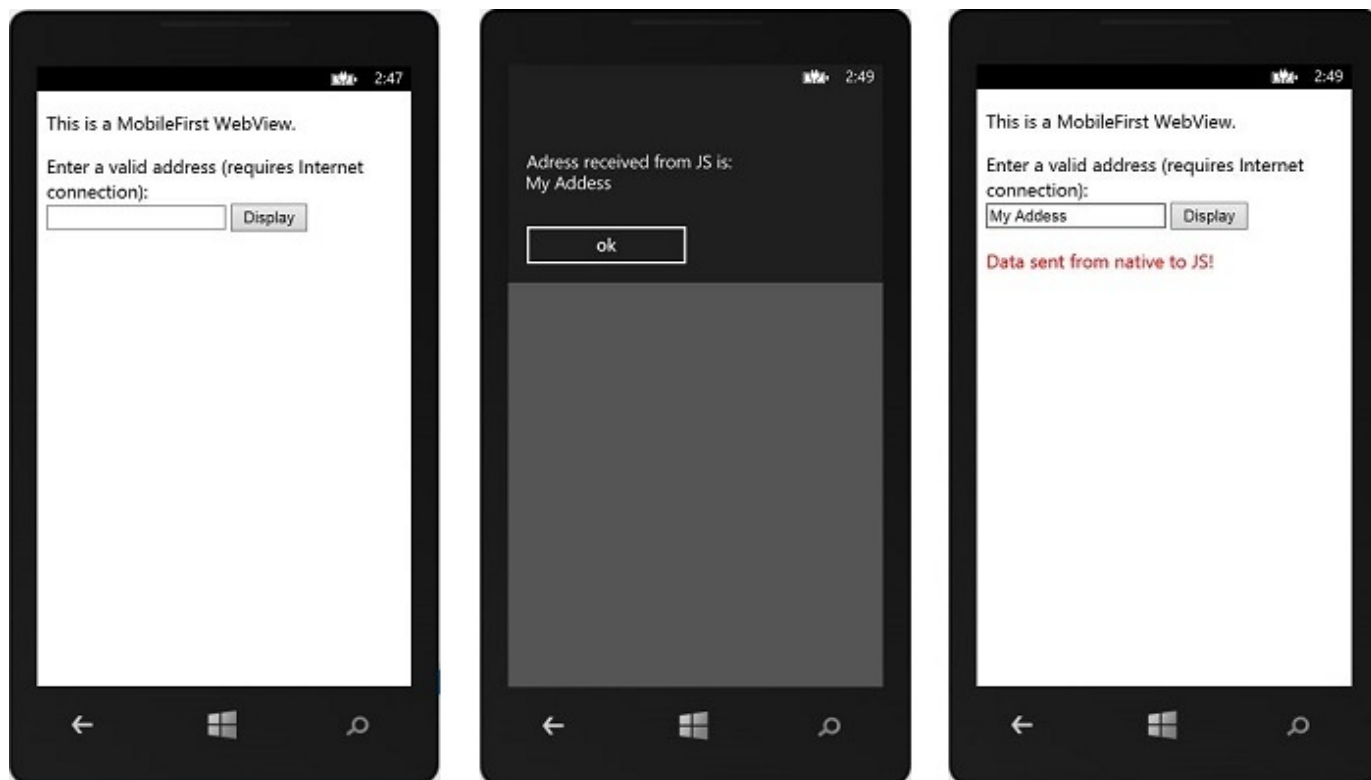 2:47
This is a MobileFirst WebView.
Enter a valid address (requires Internet
connection):
Display
2:49
Adress received from JS is:
My Addess
ok
2:49
This is a MobileFirst WebView.
Enter a valid address (requires Internet
connection):
My Addess Display
Data sent from native to JS!